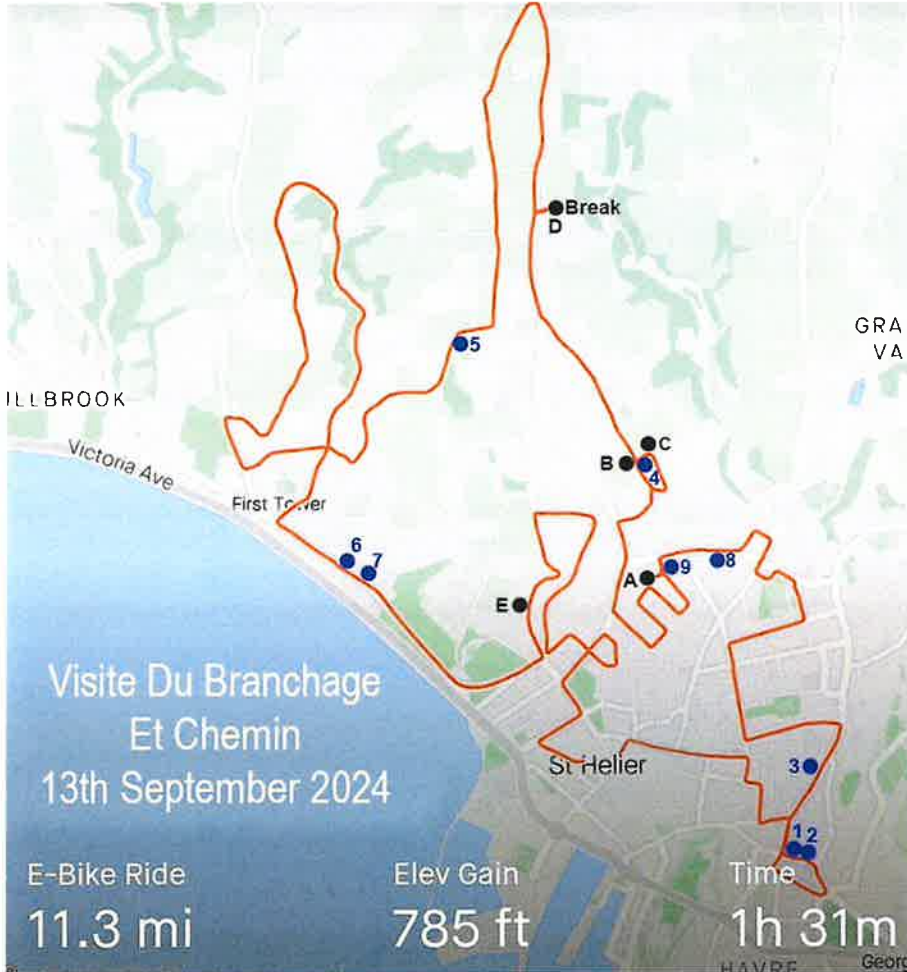 Break
D
5
GRA
VA
ILLBROOK
C
B
4
Victoria Ave
First Tower
6
7
8
9
A
E
Visite Du Branchage
Et Chemin
13th September 2024
St Helier
3
1
2
E-Bike Ride
Elev Gain
Time
11.3 mi
785 ft
1h 31m
HAVRE
Georg